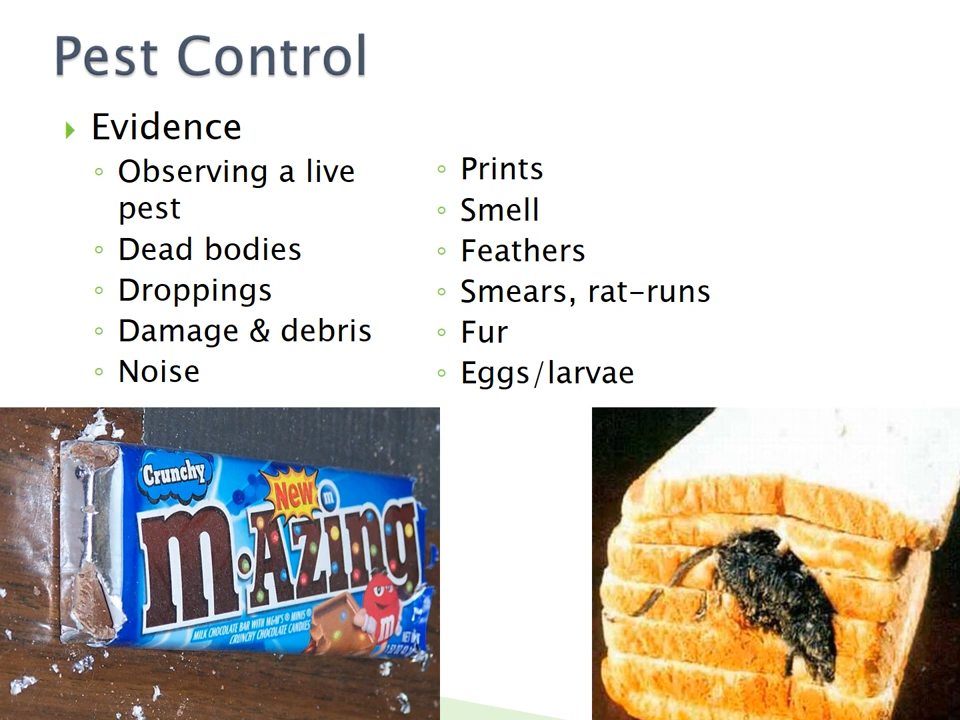 Pest Control
Evidence
Observing a live
pest
Dead bodies
Droppings
Damage & debris
Noise
Prints
Smell
Feathers
Smears, rat-runs
Fur
Eggs/larvae
Crunchy
New
m
m•Azing
m
MILK CHOCOLATE BAR WITH M&M'S® MINIS®
CRUNCHY CHOCOLATE CANDIES